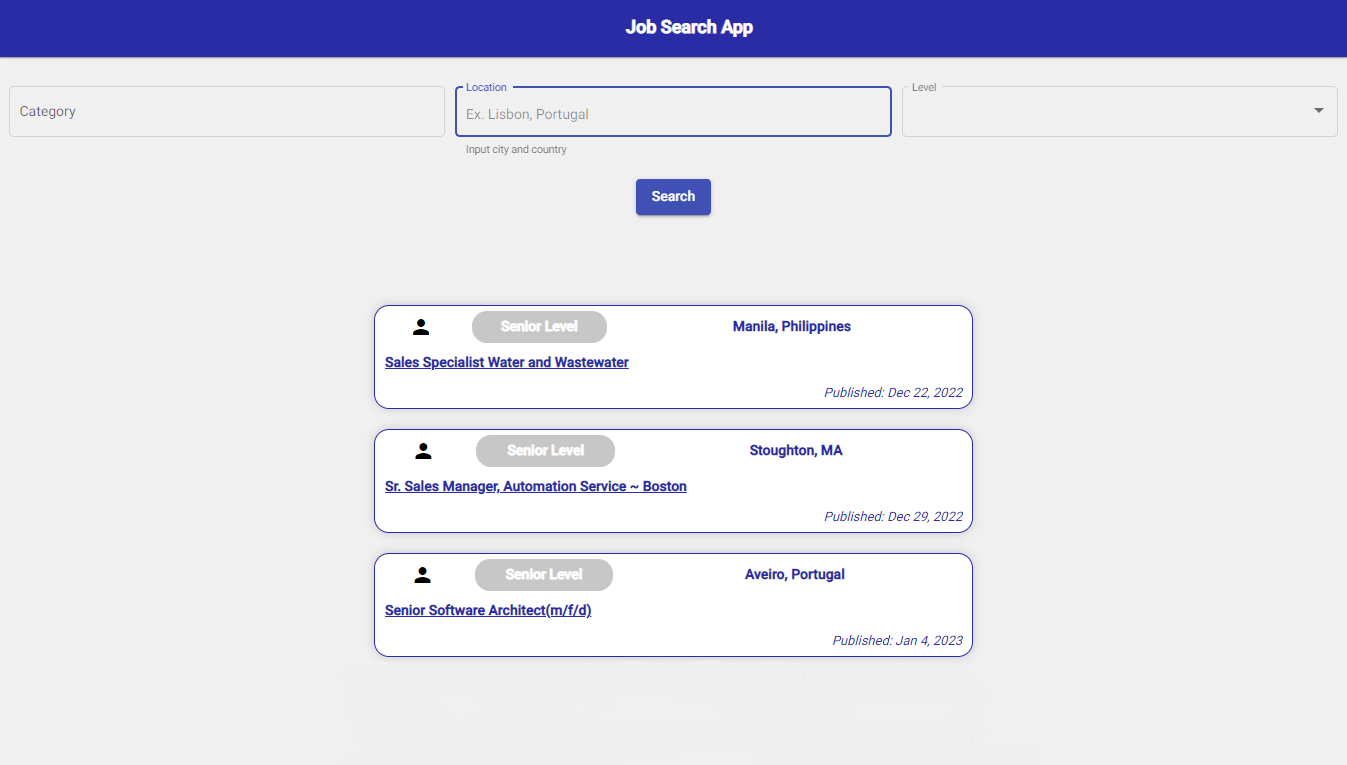 Job Search App
Category
Location
Ex. Lisbon, Portugal
Input city and country
Level
Search
Senior Level
Manila, Philippines
Sales Specialist Water and Wastewater
Published: Dec 22, 2022
Senior Level
Stoughton, MA
Sr. Sales Manager, Automation Service ~ Boston
Published: Dec 29, 2022
Senior Level
Aveiro, Portugal
Senior Software Architect(m/f/d)
Published: Jan 4, 2023